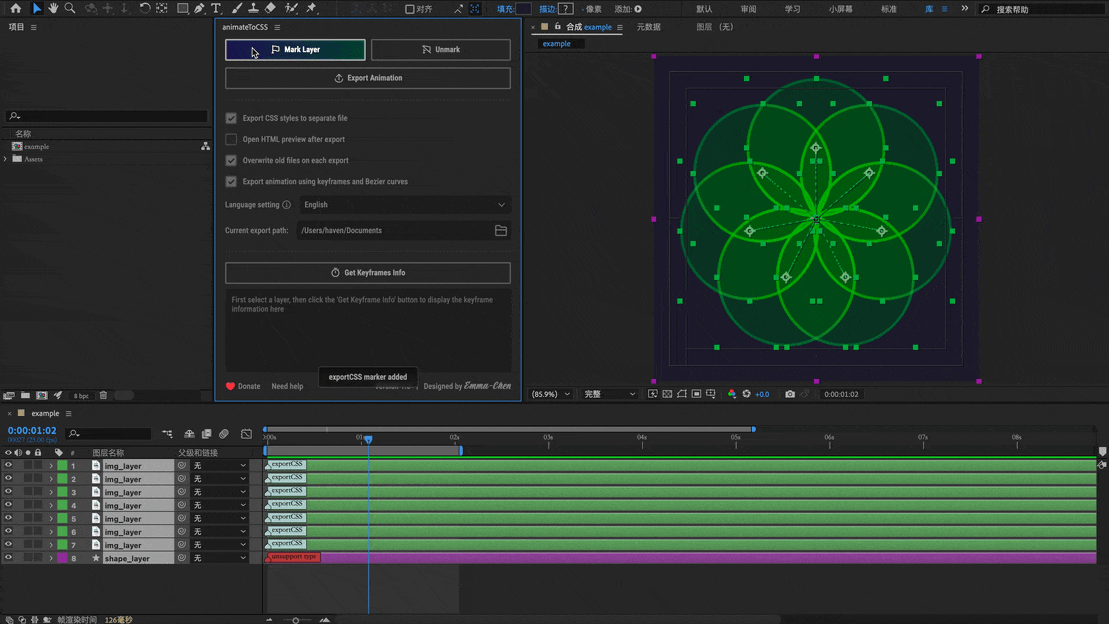 对齐
填充:
描边:
?
- 像素
添加:
默认
审阅
学习
小屏幕
标准
库
搜索帮助
项目
名称
example
Assets
8 bpc
animateToCSS
Mark Layer
Unmark
Export Animation
Export CSS styles to separate file
Open HTML preview after export
Overwrite old files on each export
Export animation using keyframes and Bezier curves
Language setting
English
Current export path:
/Users/haven/Documents
Get Keyframes Info
First select a layer, then click the 'Get Keyframe Info' button to display the keyframe
information here
exportCSS marker added
Donate
Need help
Designed by Emma-Chen
合成 example
元数据
图层 (无)
example
(85.9%)
完整
+0.0
0:00:01:02
example
0:00:01:02
00027 (25.00 fps)
:00s
01
02s
03s
04s
05s
06s
07s
08s
#
图层名称
父级和链接
1 img_layer 无 exportCSS
2 img_layer 无 exportCSS
3 img_layer 无 exportCSS
4 img_layer 无 exportCSS
5 img_layer 无 exportCSS
6 img_layer 无 exportCSS
7 img_layer 无 exportCSS
8 shape_layer 无 unsupport type
帧渲染时间 126毫秒